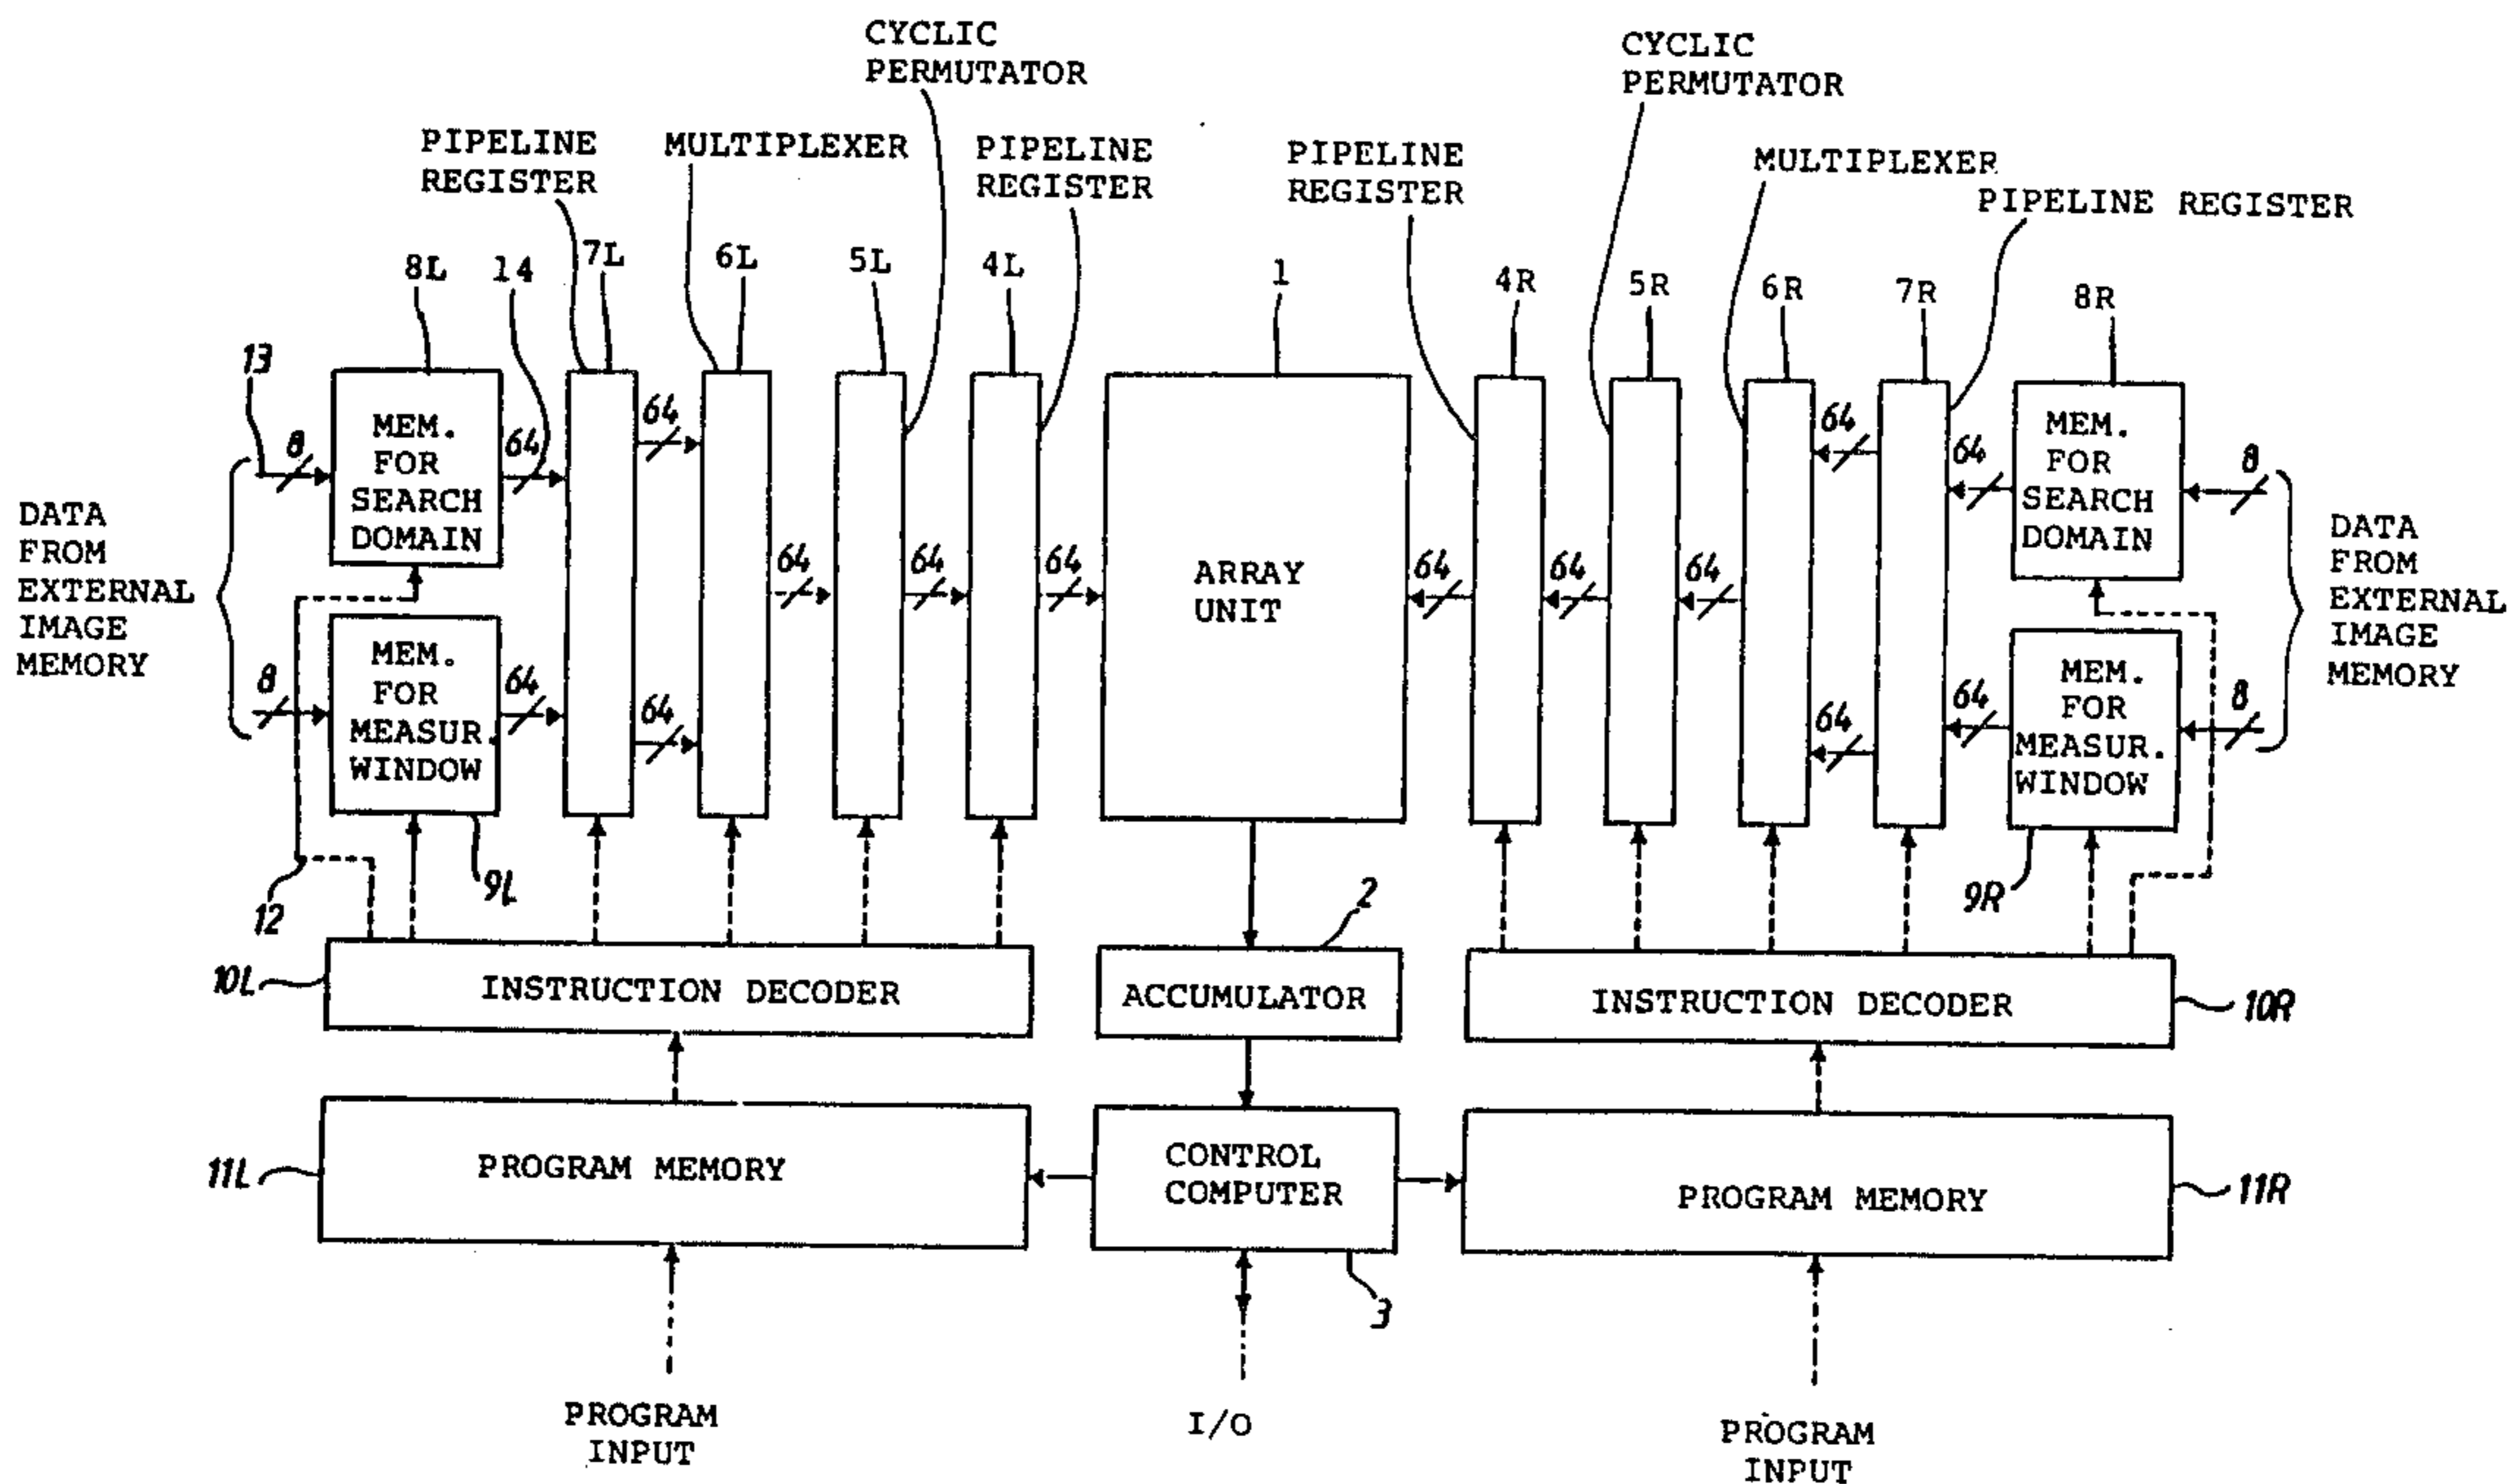 CYCLIC
PERMUTATOR
CYCLIC
PERMUTATOR
PIPELINE
REGISTER
MULTIPLEXER
PIPELINE
REGISTER
PIPELINE
REGISTER
MULTIPLEXER
PIPELINE REGISTER
8L
14
7L
6L
5L
4L
1
4R
5R
6R
7R
8R
13
8
MEM.
FOR
SEARCH
DOMAIN
64
64
64
64
64
64
64
64
64
64
MEM.
FOR
SEARCH
DOMAIN
8
DATA
FROM
EXTERNAL
IMAGE
MEMORY
ARRAY
UNIT
DATA
FROM
EXTERNAL
IMAGE
MEMORY
8
MEM.
FOR
MEASUR.
WINDOW
64
64
64
64
MEM.
FOR
MEASUR.
WINDOW
8
12
9L
2
9R
10L
INSTRUCTION DECODER
ACCUMULATOR
INSTRUCTION DECODER
10R
11L
PROGRAM MEMORY
CONTROL
COMPUTER
PROGRAM MEMORY
11R
3
PROGRAM
INPUT
I/O
PROGRAM
INPUT